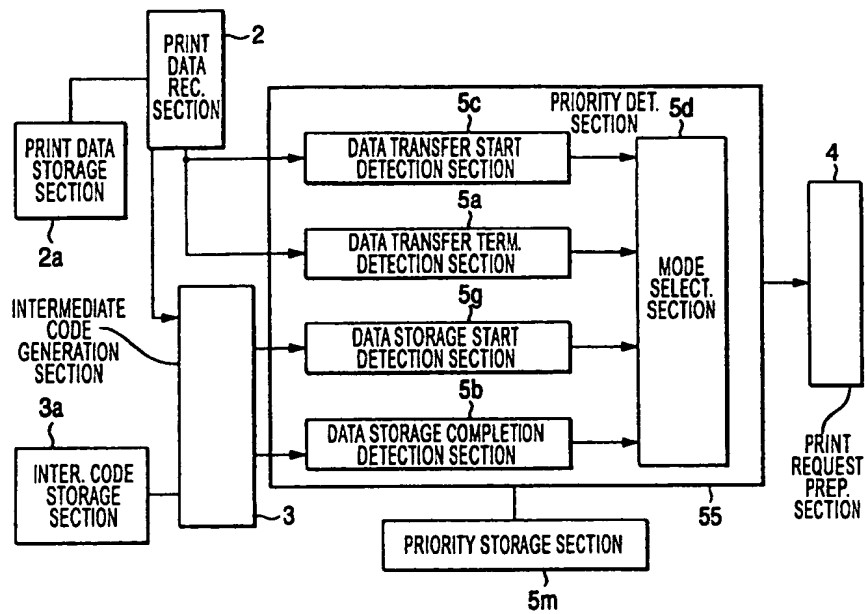 2
PRINT
DATA
REC.
SECTION
PRINT DATA
STORAGE
SECTION
2a
PRIORITY DET.
SECTION
5c
DATA TRANSFER START
DETECTION SECTION
5d
5a
DATA TRANSFER TERM.
DETECTION SECTION
MODE
SELECT.
SECTION
4
INTERMEDIATE
CODE
GENERATION
SECTION
5g
DATA STORAGE START
DETECTION SECTION
3a
INTER. CODE
STORAGE
SECTION
3
5b
DATA STORAGE COMPLETION
DETECTION SECTION
55
PRINT
REQUEST
PREP.
SECTION
PRIORITY STORAGE SECTION
5m